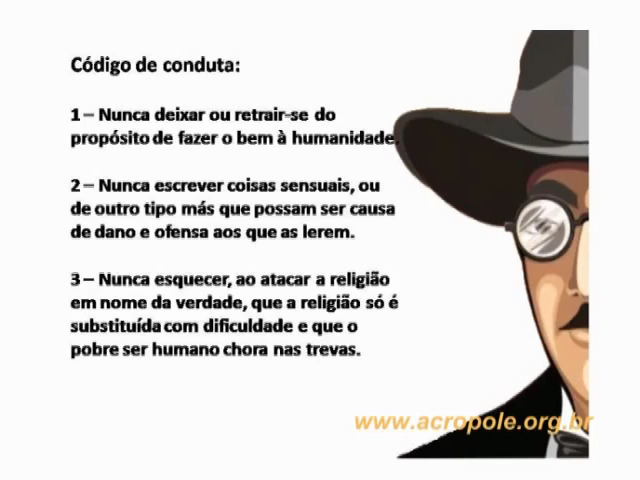 Código de conduta:
1 – Nunca deixar ou retrair-se do
propósito de fazer o bem à humanidade.
2 – Nunca escrever coisas sensuais, ou
de outro tipo más que possam ser causa
de dano e ofensa aos que as lerem.
3 – Nunca esquecer, ao atacar a religião
em nome da verdade, que a religião só é
substituída com dificuldade e que o
pobre ser humano chora nas trevas.
www.acropole.org.br